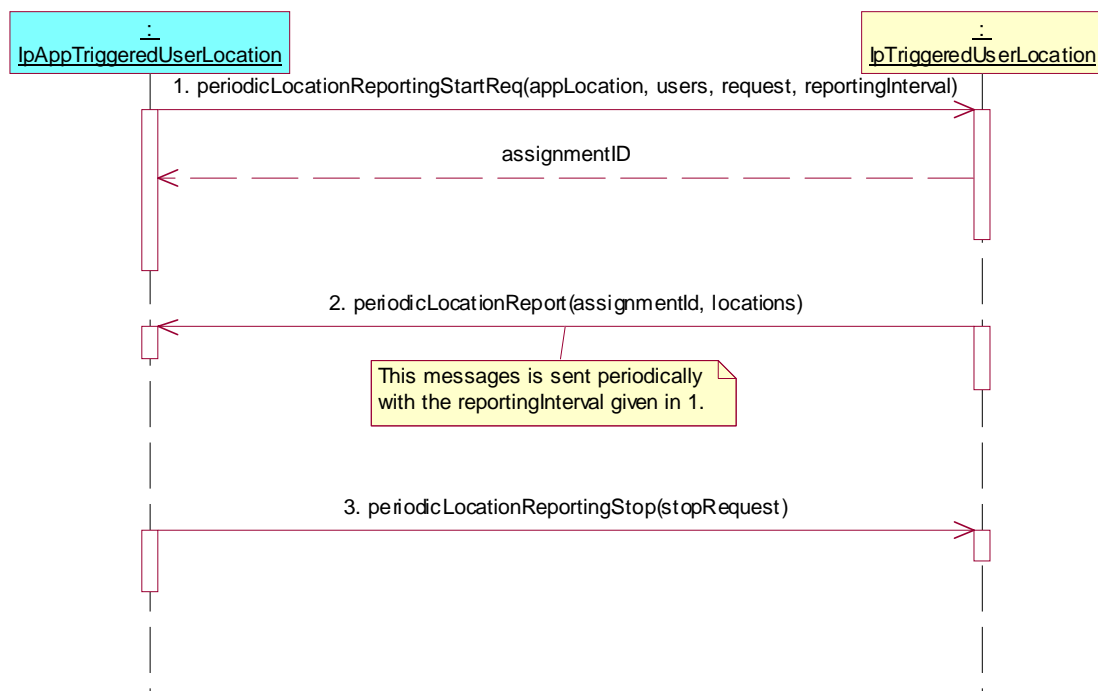 :
IpAppTriggeredUserLocation
:
IpTriggeredUserLocation
1. periodicLocationReportingStartReq(appLocation, users, request, reportingInterval)
assignmentID
2. periodicLocationReport(assignmentId, locations)
This messages is sent periodically
with the reportingInterval given in 1.
3. periodicLocationReportingStop(stopRequest)